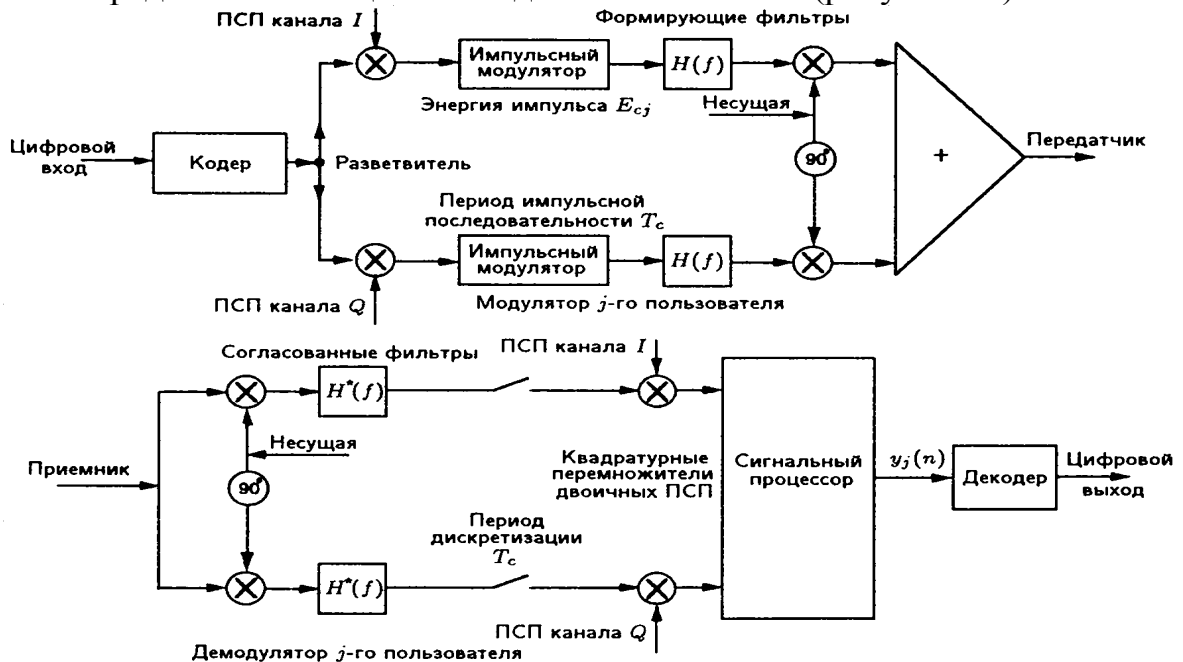 ПСП канала I
Формирующие фильтры
Импульсный
модулятор
H(f)
Энергия импульса E_{cj}
Несущая
Цифровой
вход
Кодер
Разветвитель
90°
+
Передатчик
Период импульсной
последовательности T_c
Импульсный
модулятор
H(f)
ПСП канала Q
Модулятор j-го пользователя
Согласованные фильтры
ПСП канала I
H*(f)
Несущая
Приемник
90°
Квадратурные
перемножители
двоичных ПСП
Сигнальный
процессор
y_j(n)
Декодер
Цифровой
выход
Период
дискретизации
T_c
H*(f)
ПСП канала Q
Демодулятор j-го пользователя